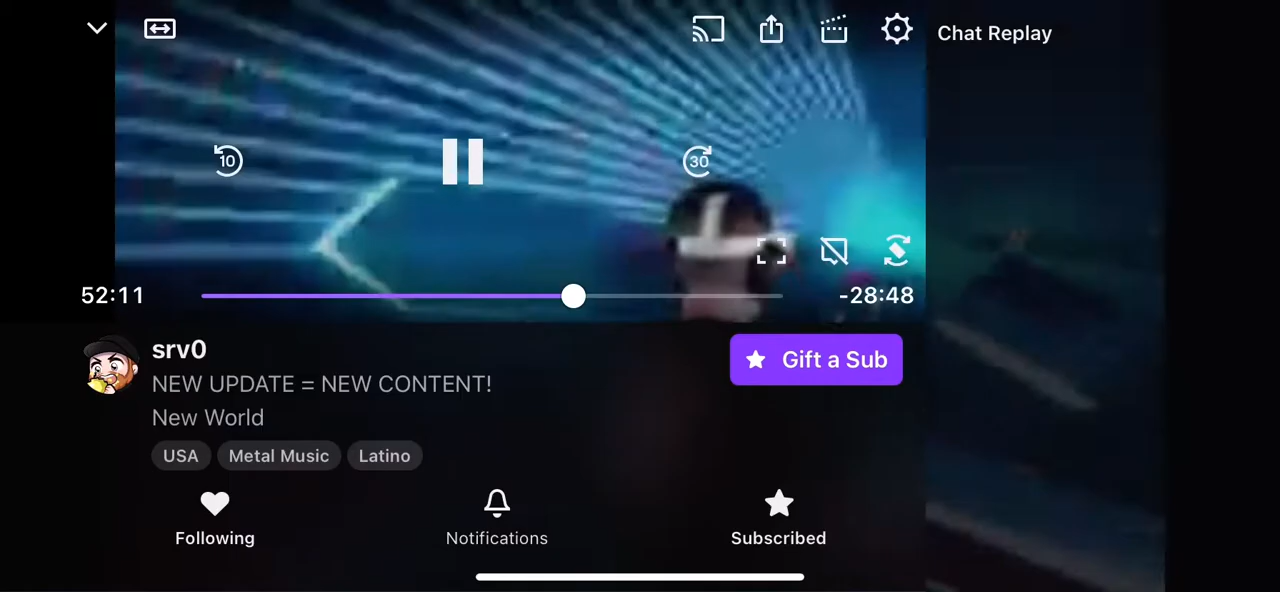 Chat Replay
10
30
52:11
-28:48
srv0
Gift a Sub
NEW UPDATE = NEW CONTENT!
New World
USA
Metal Music
Latino
Following
Notifications
Subscribed